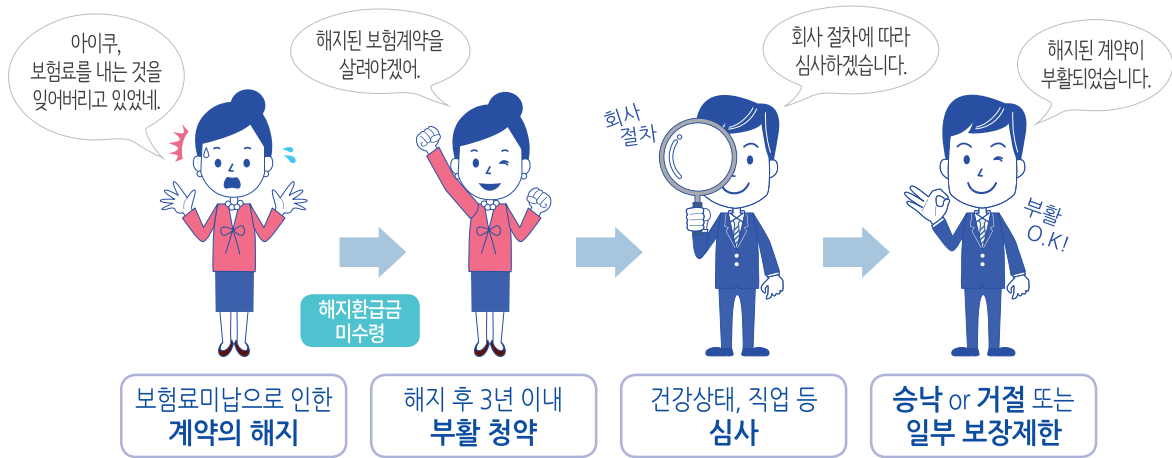 아이쿠,
보험료를 내는 것을
잊어버리고 있었네.
해지된 보험계약을
살려야겠어.
회사 절차에 따라
심사하겠습니다.
해지된 계약이
부활되었습니다.
회사
절차
부활
O.K!
해지환급금
미수령
보험료미납으로 인한
계약의 해지
해지 후 3년 이내
부활 청약
건강상태, 직업 등
심사
승낙 or 거절 또는
일부 보장제한